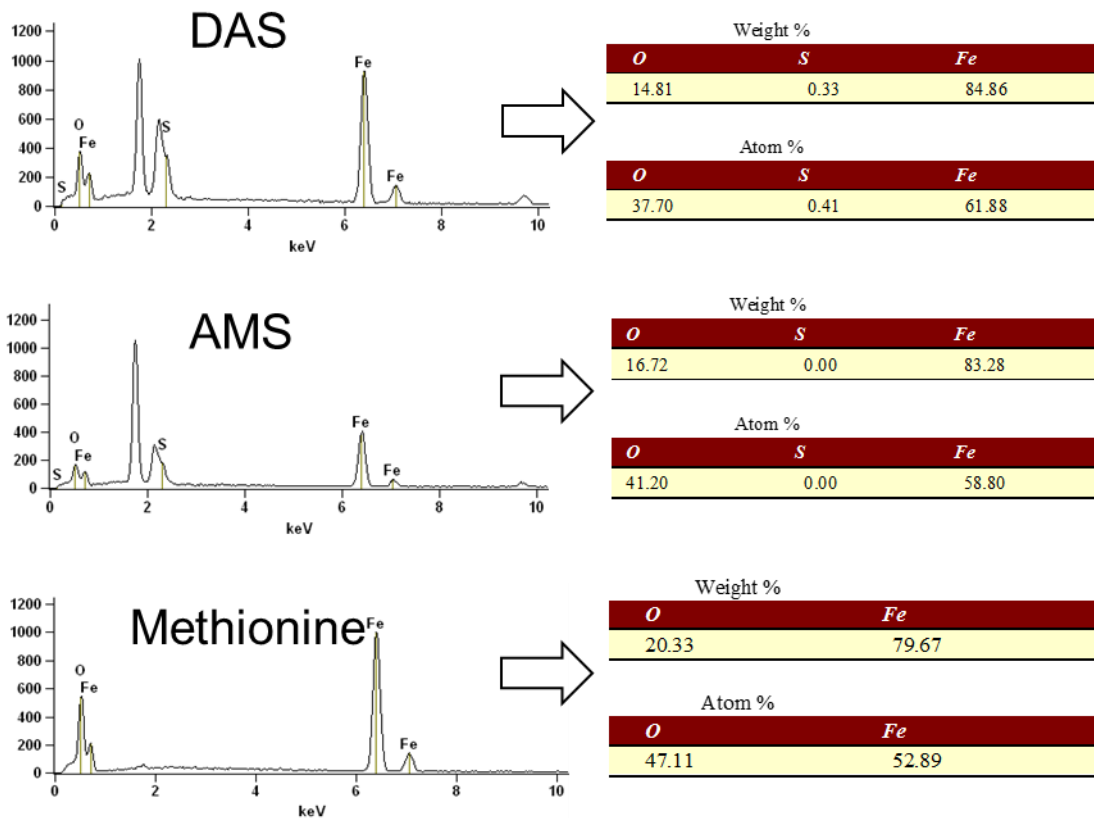 DAS
1200
1000
800
600
400
200
0
S
O
Fe
S
Fe
Fe
0 2 4 6 8 10
keV
Weight %
O S Fe
14.81 0.33 84.86
Atom %
O S Fe
37.70 0.41 61.88
AMS
1200
1000
800
600
400
200
0
S
O
Fe
S
Fe
Fe
0 2 4 6 8 10
keV
Weight %
O S Fe
16.72 0.00 83.28
Atom %
O S Fe
41.20 0.00 58.80
Methionine
1200
1000
800
600
400
200
0
O
Fe
Fe
Fe
0 2 4 6 8 10
keV
Weight %
O Fe
20.33 79.67
Atom %
O Fe
47.11 52.89